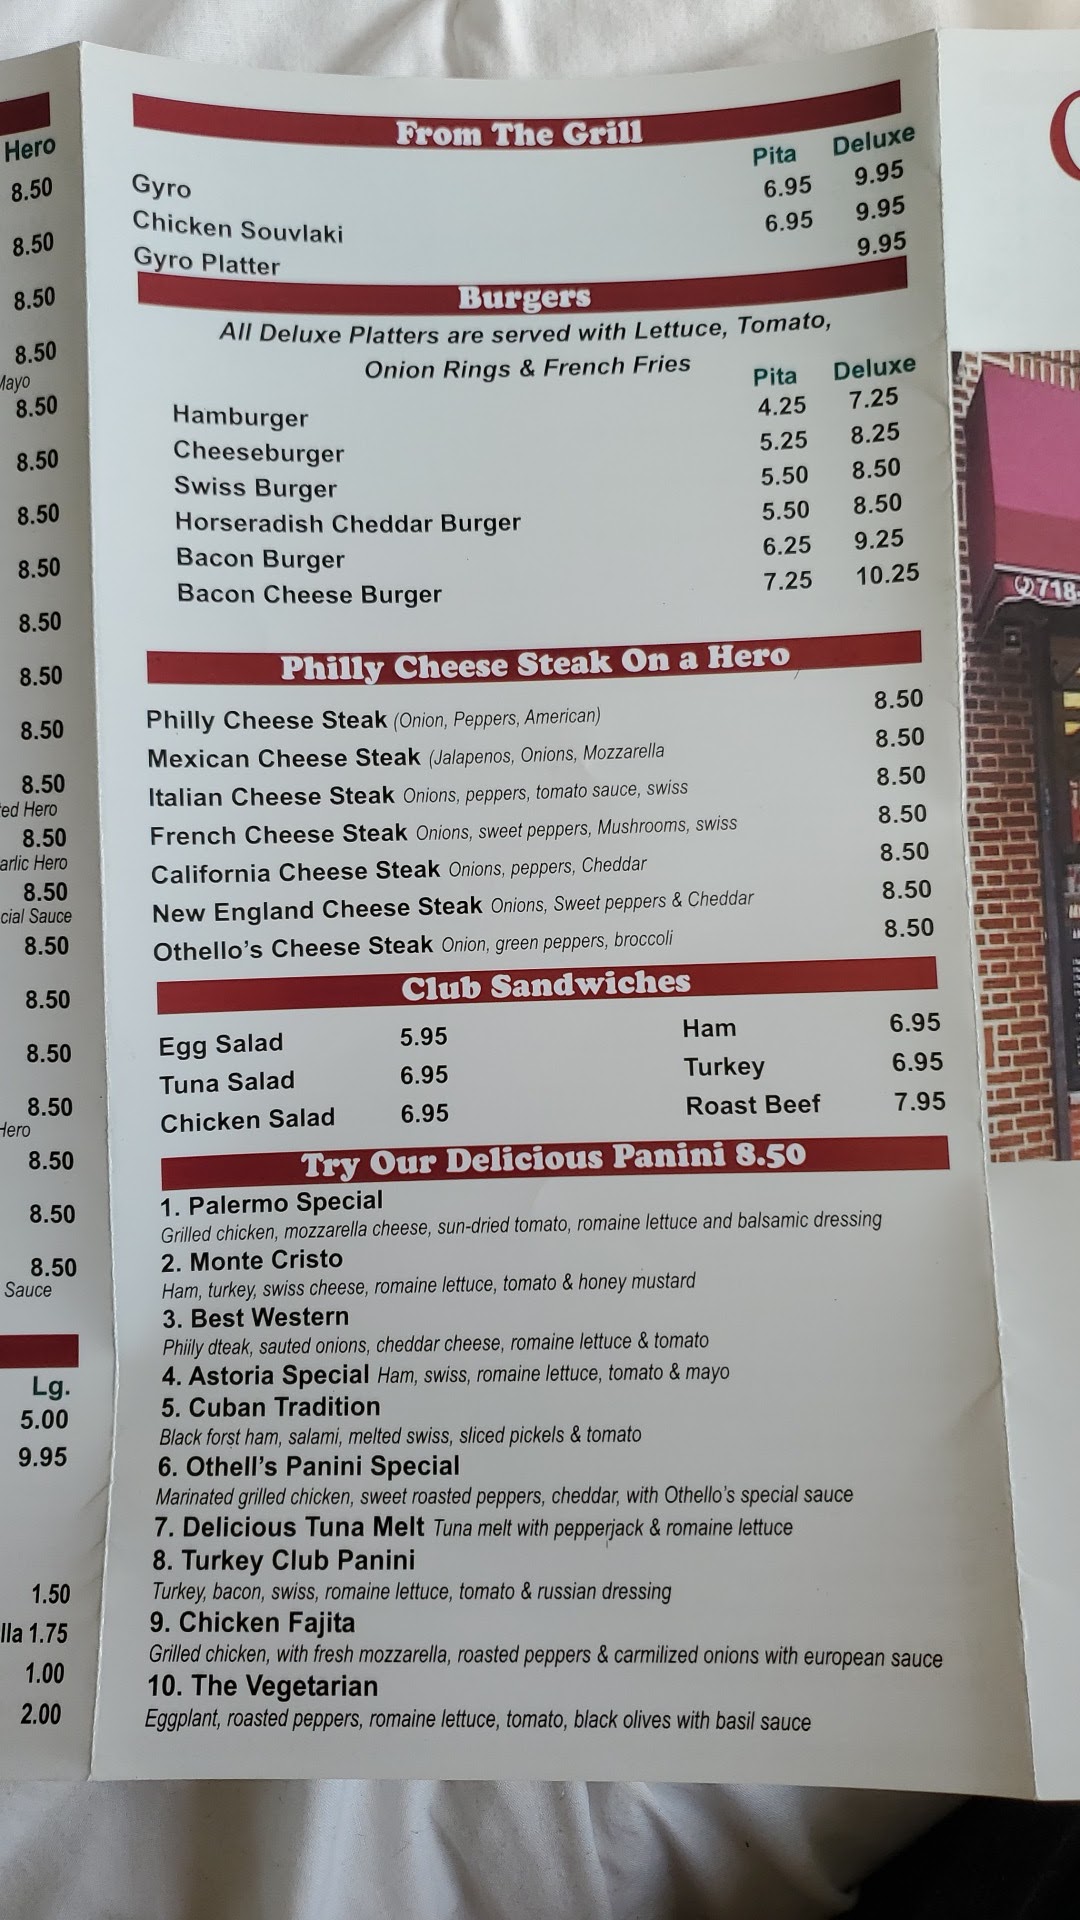 Hero
8.50
8.50
8.50
8.50
Mayo
8.50
8.50
8.50
8.50
8.50
8.50
8.50
8.50
Hero
8.50
Hero
8.50
Sauce
8.50
8.50
8.50
8.50
Hero
8.50
8.50
8.50
Sauce
Lg.
5.00
9.95
1.50
1.75
1.00
2.00
From The Grill
Pita Deluxe
Gyro 6.95 9.95
Chicken Souvlaki 6.95 9.95
Gyro Platter 9.95
Burgers
All Deluxe Platters are served with Lettuce, Tomato,
Onion Rings & French Fries
Pita Deluxe
Hamburger 4.25 7.25
Cheeseburger 5.25 8.25
Swiss Burger 5.50 8.50
Horseradish Cheddar Burger 5.50 8.50
Bacon Burger 6.25 9.25
Bacon Cheese Burger 7.25 10.25
Philly Cheese Steak On a Hero
Philly Cheese Steak (Onion, Peppers, American) 8.50
Mexican Cheese Steak (Jalapenos, Onions, Mozzarella 8.50
Italian Cheese Steak Onions, peppers, tomato sauce, swiss 8.50
French Cheese Steak Onions, sweet peppers, Mushrooms, swiss 8.50
California Cheese Steak Onions, peppers, Cheddar 8.50
New England Cheese Steak Onions, Sweet peppers & Cheddar 8.50
Othello's Cheese Steak Onion, green peppers, broccoli 8.50
Club Sandwiches
Egg Salad 5.95 Ham 6.95
Tuna Salad 6.95 Turkey 6.95
Chicken Salad 6.95 Roast Beef 7.95
Try Our Delicious Panini 8.50
1. Palermo Special
Grilled chicken, mozzarella cheese, sun-dried tomato, romaine lettuce and balsamic dressing
2. Monte Cristo
Ham, turkey, swiss cheese, romaine lettuce, tomato & honey mustard
3. Best Western
Phiily dteak, sauted onions, cheddar cheese, romaine lettuce & tomato
4. Astoria Special Ham, swiss, romaine lettuce, tomato & mayo
5. Cuban Tradition
Black forst ham, salami, melted swiss, sliced pickels & tomato
6. Othell's Panini Special
Marinated grilled chicken, sweet roasted peppers, cheddar, with Othello's special sauce
7. Delicious Tuna Melt Tuna melt with pepperjack & romaine lettuce
8. Turkey Club Panini
Turkey, bacon, swiss, romaine lettuce, tomato & russian dressing
9. Chicken Fajita
Grilled chicken, with fresh mozzarella, roasted peppers & carmilized onions with european sauce
10. The Vegetarian
Eggplant, roasted peppers, romaine lettuce, tomato, black olives with basil sauce
718